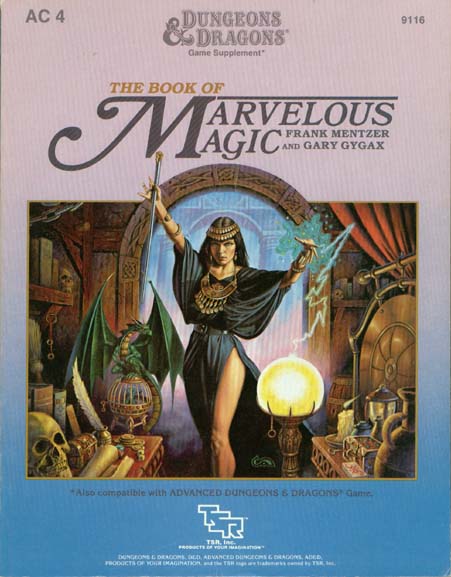 AC 4
DUNGEONS
& DRAGONS®
9116
Game Supplement*
THE BOOK OF
MARVELOUS
MAGIC
FRANK MENTZER
AND GARY GYGAX
*Also compatible with ADVANCED DUNGEONS & DRAGONS® Game.
TSR
TSR, Inc.
PRODUCTS OF YOUR IMAGINATION™
DUNGEONS & DRAGONS, D&D, ADVANCED DUNGEONS & DRAGONS, AD&D,
PRODUCTS OF YOUR IMAGINATION, and the TSR logo are trademarks owned by TSR, Inc.